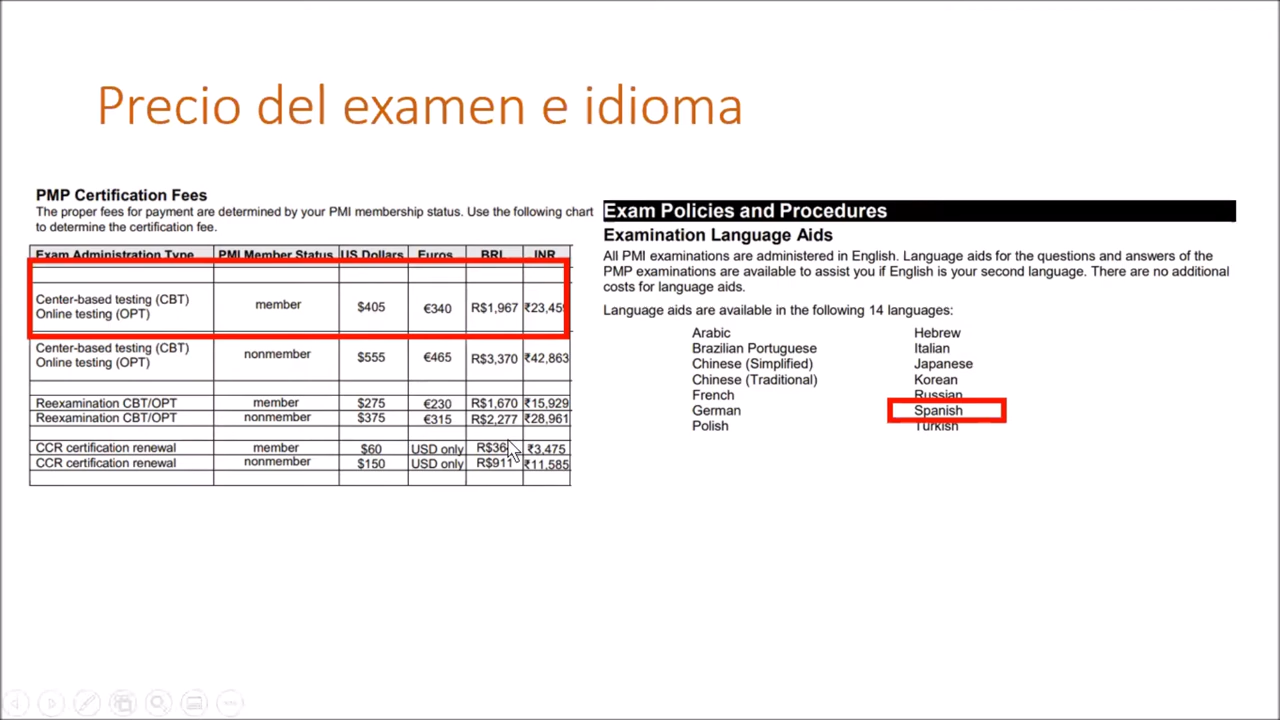 Precio del examen e idioma
PMP Certification Fees
The proper fees for payment are determined by your PMI membership status. Use the following chart
to determine the certification fee.
Exam Administration Type PMI Member Status US Dollars Euros BRL INR
Center-based testing (CBT)
Online testing (OPT) member $405 €340 R$1,967 ₹23,459
Center-based testing (CBT)
Online testing (OPT) nonmember $555 €465 R$3,370 ₹42,863
Reexamination CBT/OPT member $275 €230 R$1,670 ₹15,929
Reexamination CBT/OPT nonmember $375 €315 R$2,277 ₹28,961
CCR certification renewal member $60 USD only ₹3,475
CCR certification renewal nonmember $150 USD only R$911 ₹11,585
Exam Policies and Procedures
Examination Language Aids
All PMI examinations are administered in English. Language aids for the questions and answers of the
PMP examinations are available to assist you if English is your second language. There are no additional
costs for language aids.
Language aids are available in the following 14 languages:
Arabic Hebrew
Brazilian Portuguese Italian
Chinese (Simplified) Japanese
Chinese (Traditional) Korean
French Russian
German Spanish
Polish Turkish